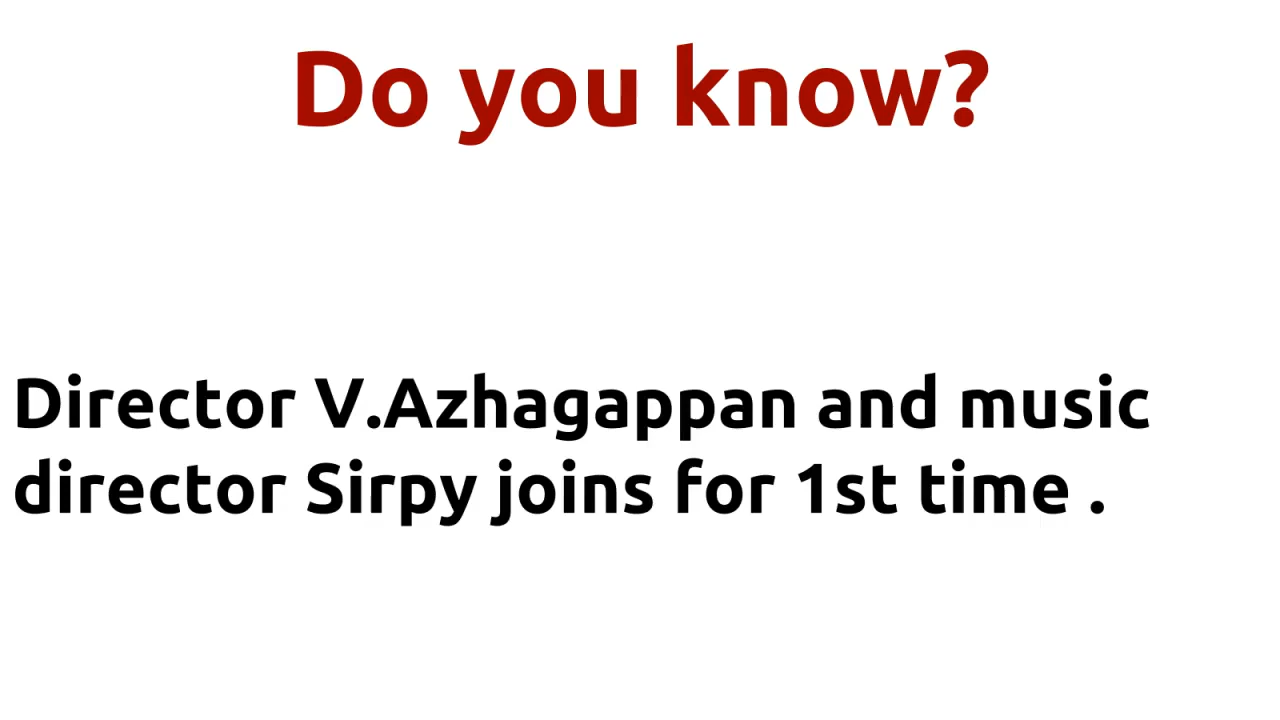 Do you know?
Director V.Azhagappan and music
director Sirpy joins for 1st time .